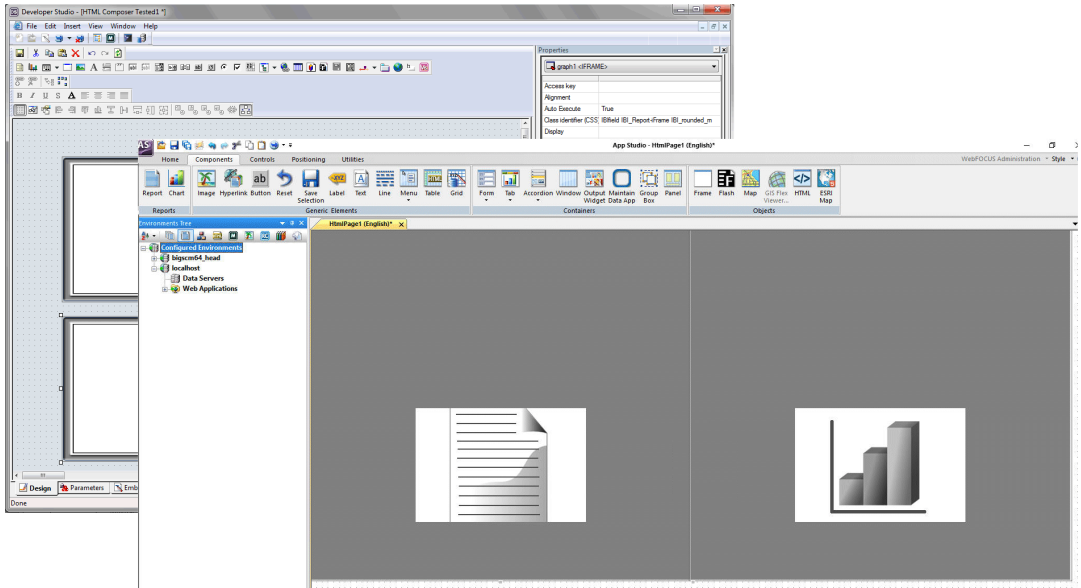 Developer Studio - [HTML Composer Tested1 *]
File Edit Insert View Window Help
B I U S A
Properties
graph1 <IFRAME>
Access key
Alignment
Auto Execute True
Class identifier (CSS) IBIfield IBI_Report-Frame IBI_rounded_m
Display
Design Parameters Emb
Done
AS App Studio - HtmlPage1 (English)*
Home Components Controls Positioning Utilities
WebFOCUS Administration Style
Report Chart Image Hyperlink Button Reset Save Selection Label Text Line Menu Table Grid Form Tab Accordion Window Output Widget Maintain Data App Group Box Panel Frame Flash Map GIS Flex Viewer... HTML ESRI Map
Reports Generic Elements Containers Objects
Environments Tree
HtmlPage1 (English)* x
Configured Environments
bigscm64_head
localhost
Data Servers
Web Applications